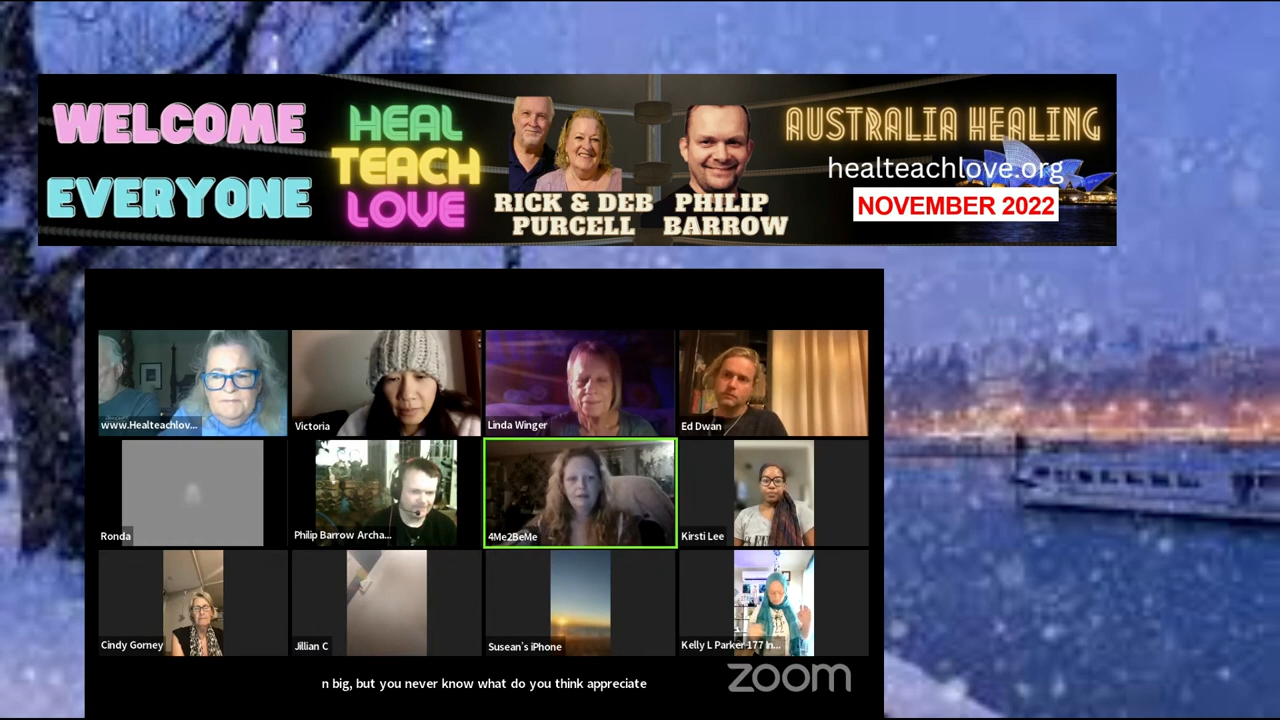 WELCOME
EVERYONE
HEAL
TEACH
LOVE
RICK & DEB
PURCELL
PHILIP
BARROW
AUSTRALIA HEALING
healteachlove.org
NOVEMBER 2022
www.Healteachlov...
Victoria
Linda Winger
Ed Dwan
Ronda
Philip Barrow Archa...
4Me2BeMe
Kirsti Lee
Cindy Gorney
Jillian C
Susean's iPhone
Kelly L Parker 177 In...
n big, but you never know what do you think appreciate
zoom